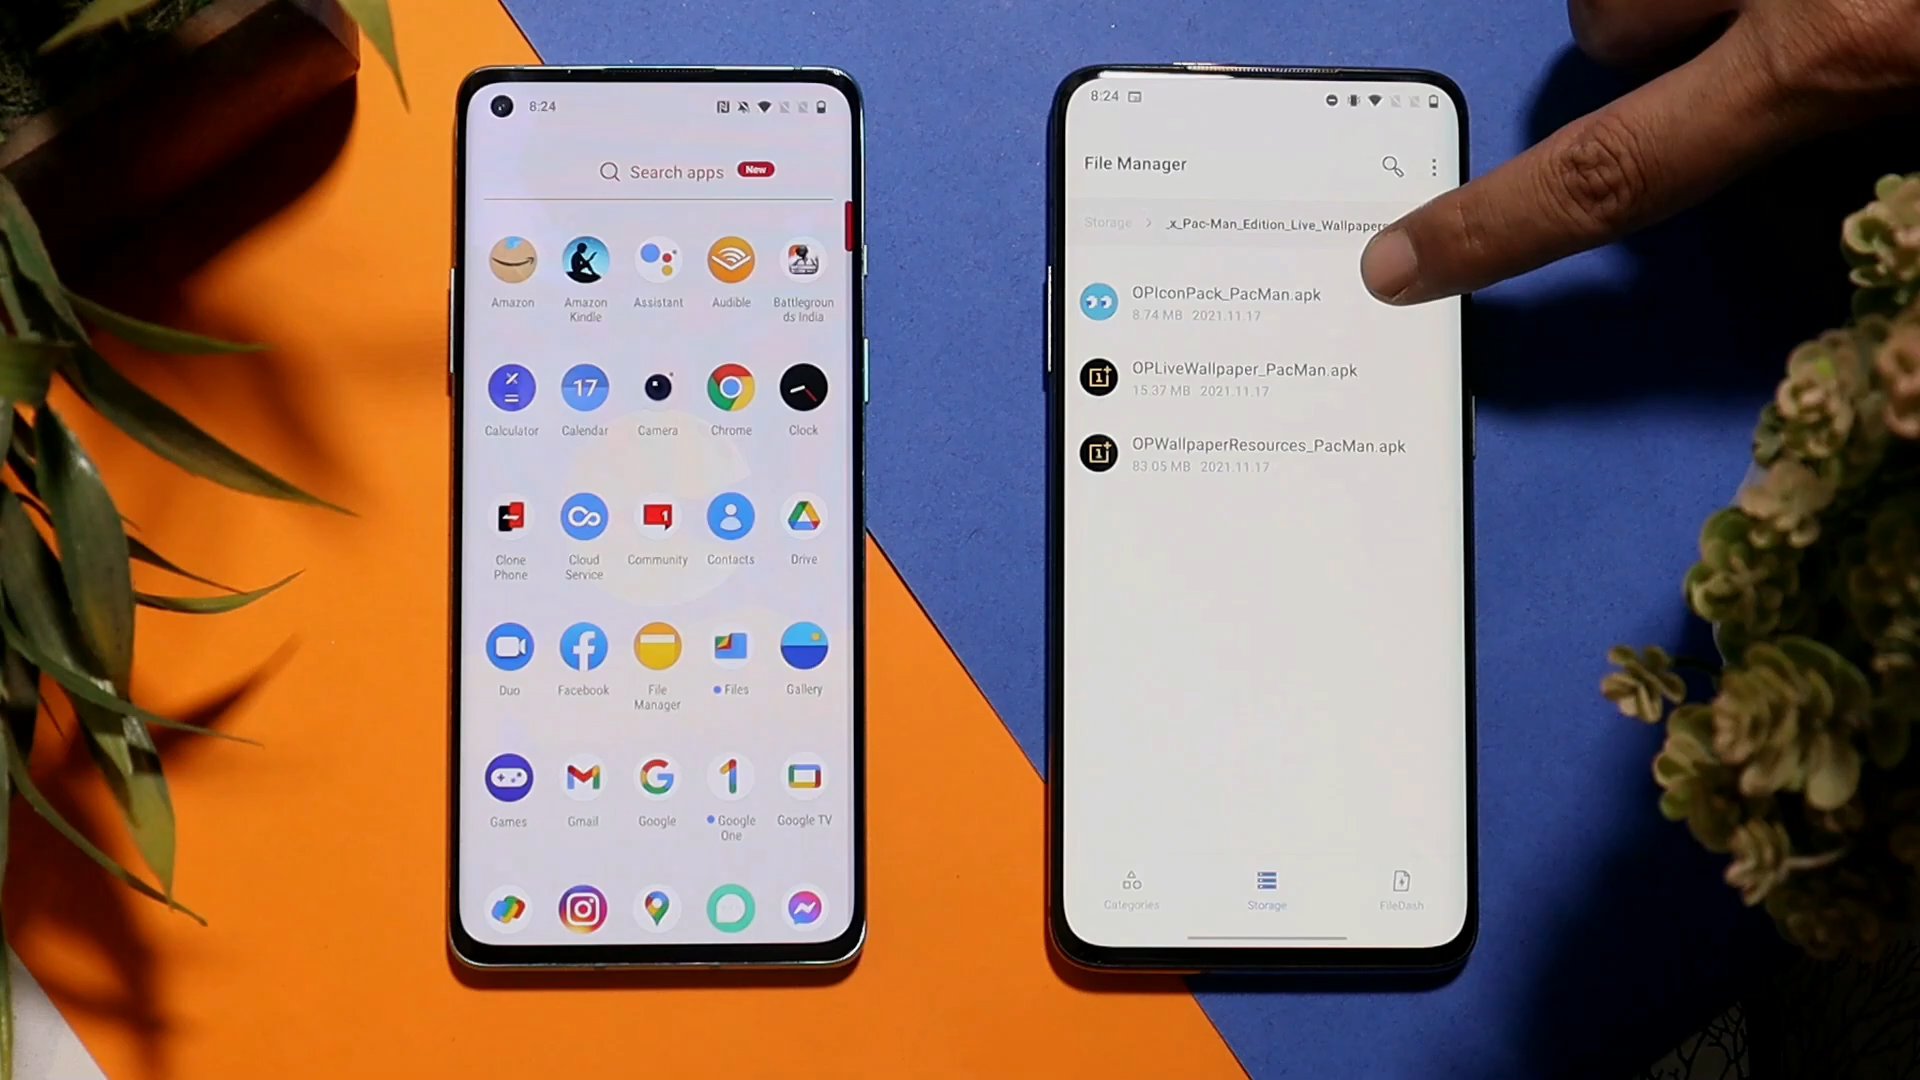 8:24
Search apps New
Amazon
Amazon
Kindle
Assistant
Audible
Battlegroun
ds India
17
Calculator
Calendar
Camera
Chrome
Clock
1
Clone
Phone
Cloud
Service
Community
Contacts
Drive
Duo
Facebook
File
Manager
Files
Gallery
Games
Gmail
Google
Google
One
Google TV
8:24
File Manager
Storage > _x_Pac-Man_Edition_Live_Wallpapers
OPIconPack_PacMan.apk
8.74 MB 2021.11.17
OPLiveWallpaper_PacMan.apk
15.37 MB 2021.11.17
OPWallpaperResources_PacMan.apk
83.05 MB 2021.11.17
Categories
Storage
FileDash